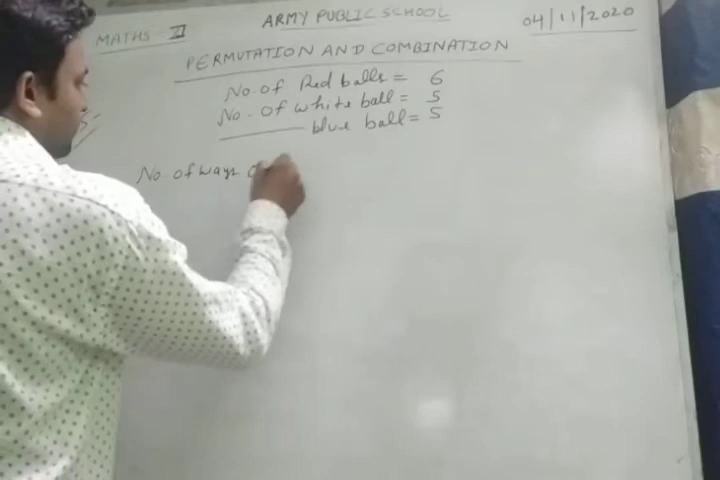 ARMY PUBLIC SCHOOL
MATHS - XI
04/11/2020
PERMUTATION AND COMBINATION
No. of Red balls = 6
No. of white ball = 5
blue ball = 5
No of ways